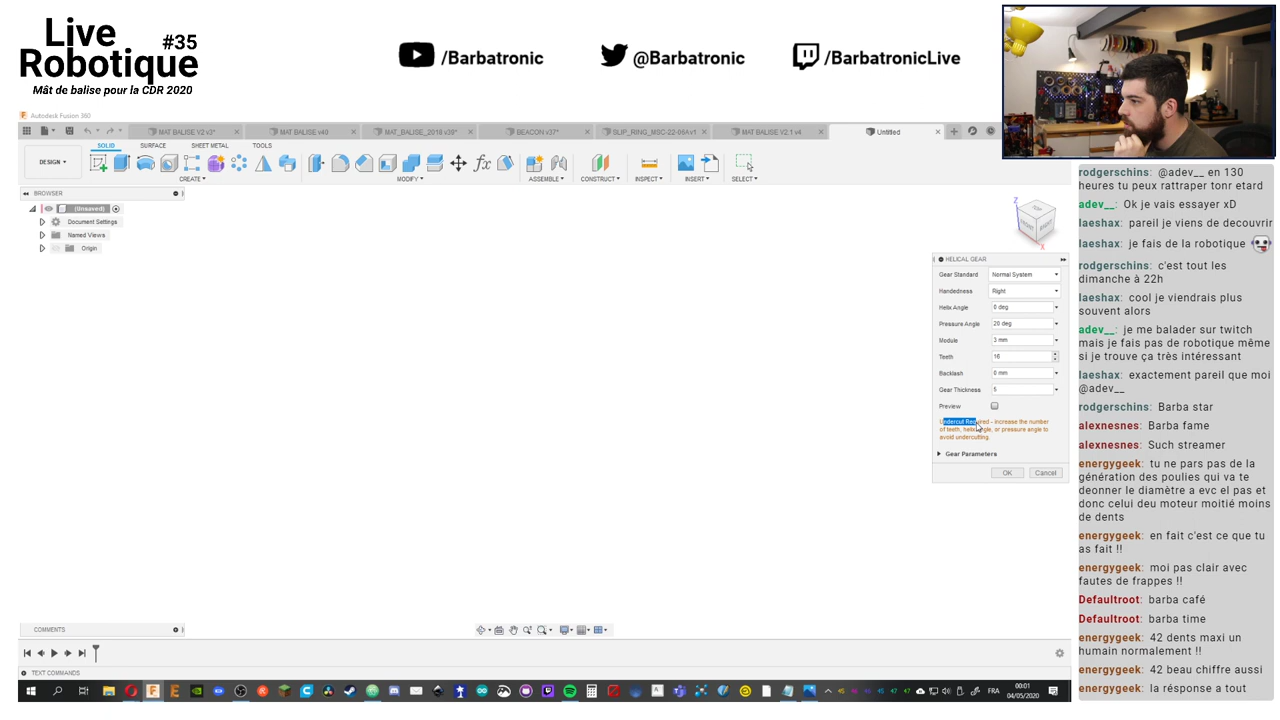 Live
Robotique #35
Mât de balise pour la CDR 2020
/Barbatronic
@Barbatronic
/BarbatronicLive
Autodesk Fusion 360
MAT BALISE V2 v3*
MAT BALISE v40
MAT_BALISE_2018 v39*
BEACON v37*
SLIP_RING_MSC-22-06Av1
MAT BALISE V2.1 v4
Untitled
SOLID
SURFACE
SHEET METAL
TOOLS
DESIGN
CREATE
MODIFY
ASSEMBLE
CONSTRUCT
INSPECT
INSERT
SELECT
BROWSER
(Unsaved)
Document Settings
Named Views
Origin
Z
TOP
FRONT
RIGHT
X
HELICAL GEAR
Gear Standard Normal System
Handedness Right
Helix Angle 0 deg
Pressure Angle 20 deg
Module 3 mm
Teeth 16
Backlash 0 mm
Gear Thickness 5
Preview
Undercut Required - increase the number
of teeth, helix angle, or pressure angle to
avoid undercutting.
Gear Parameters
OK Cancel
COMMENTS
TEXT COMMANDS
FRA
00:01
04/05/2020
rodgerschins: @adev__ en 130
heures tu peux rattraper tonr etard
adev__: Ok je vais essayer xD
laeshax: pareil je viens de decouvrir
laeshax: je fais de la robotique
rodgerschins: c'est tout les
dimanche à 22h
laeshax: cool je viendrais plus
souvent alors
adev__: je me balader sur twitch
mais je fais pas de robotique même
si je trouve ça très intéressant
laeshax: exactement pareil que moi
@adev__
rodgerschins: Barba star
alexnesnes: Barba fame
alexnesnes: Such streamer
energygeek: tu ne pars pas de la
génération des poulies qui va te
deonner le diamètre a evc el pas et
donc celui deu moteur moitié moins
de dents
energygeek: en fait c'est ce que tu
as fait !!
energygeek: moi pas clair avec
fautes de frappes !!
Defaultroot: barba café
Defaultroot: barba time
energygeek: 42 dents maxi un
humain normalement !!
energygeek: 42 beau chiffre aussi
energygeek: la résponse a tout